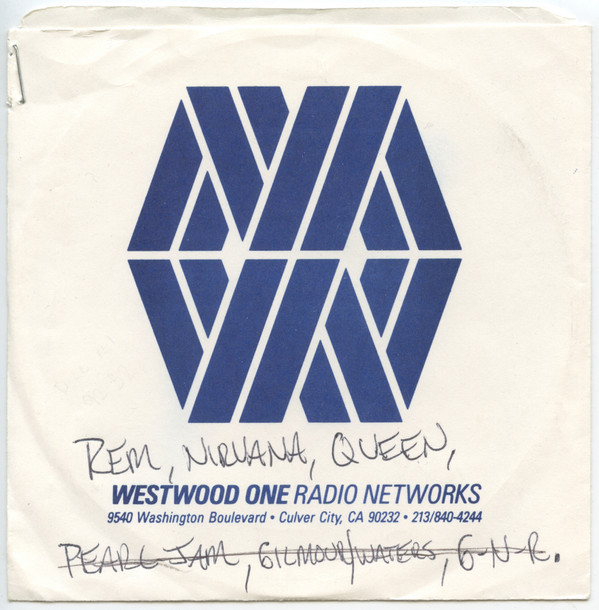 REM, NIRVANA, QUEEN,
WESTWOOD ONE RADIO NETWORKS
9540 Washington Boulevard • Culver City, CA 90232 • 213/840-4244
PEARL JAM, GILMOUR/WATERS, G-N-R.